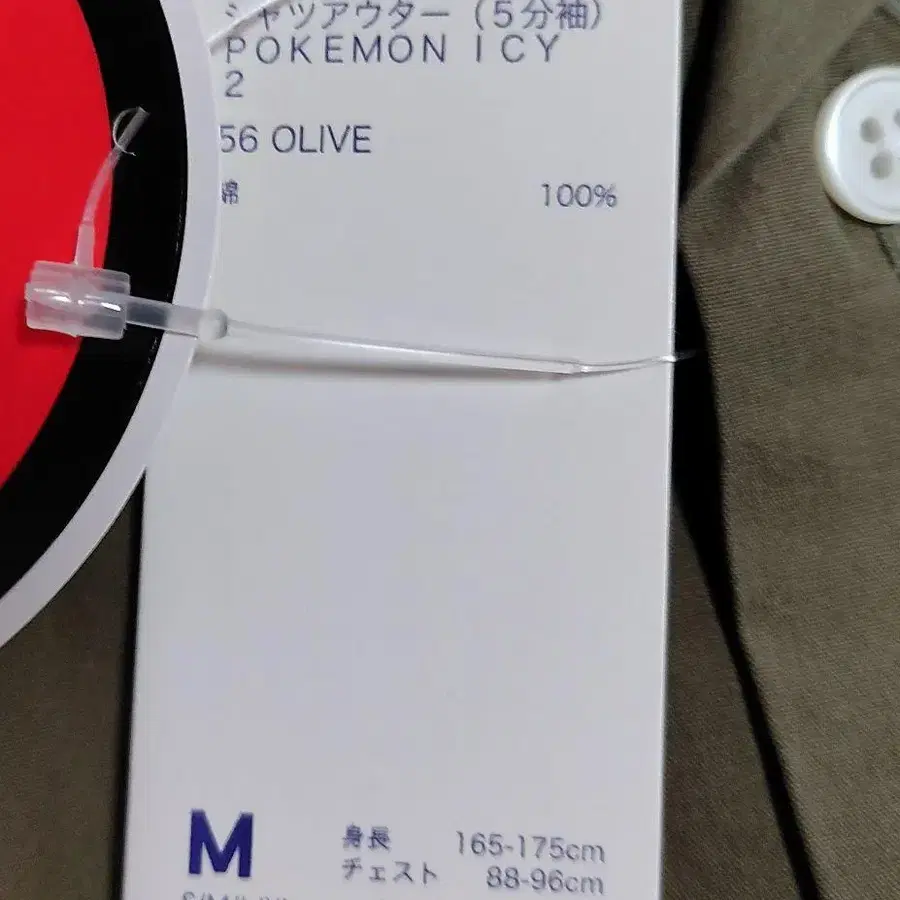 シャツアウター（5分袖）
POKEMON ICY
2
56 OLIVE
綿 100%
M
身長 165-175cm
チェスト 88-96cm